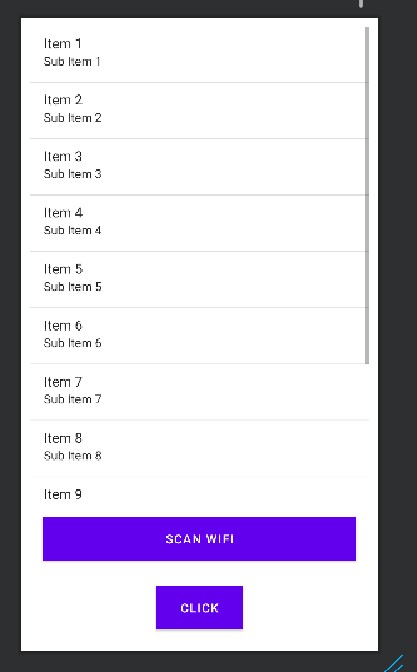 Item 1
Sub Item 1
Item 2
Sub Item 2
Item 3
Sub Item 3
Item 4
Sub Item 4
Item 5
Sub Item 5
Item 6
Sub Item 6
Item 7
Sub Item 7
Item 8
Sub Item 8
Item 9
SCAN WIFI
CLICK